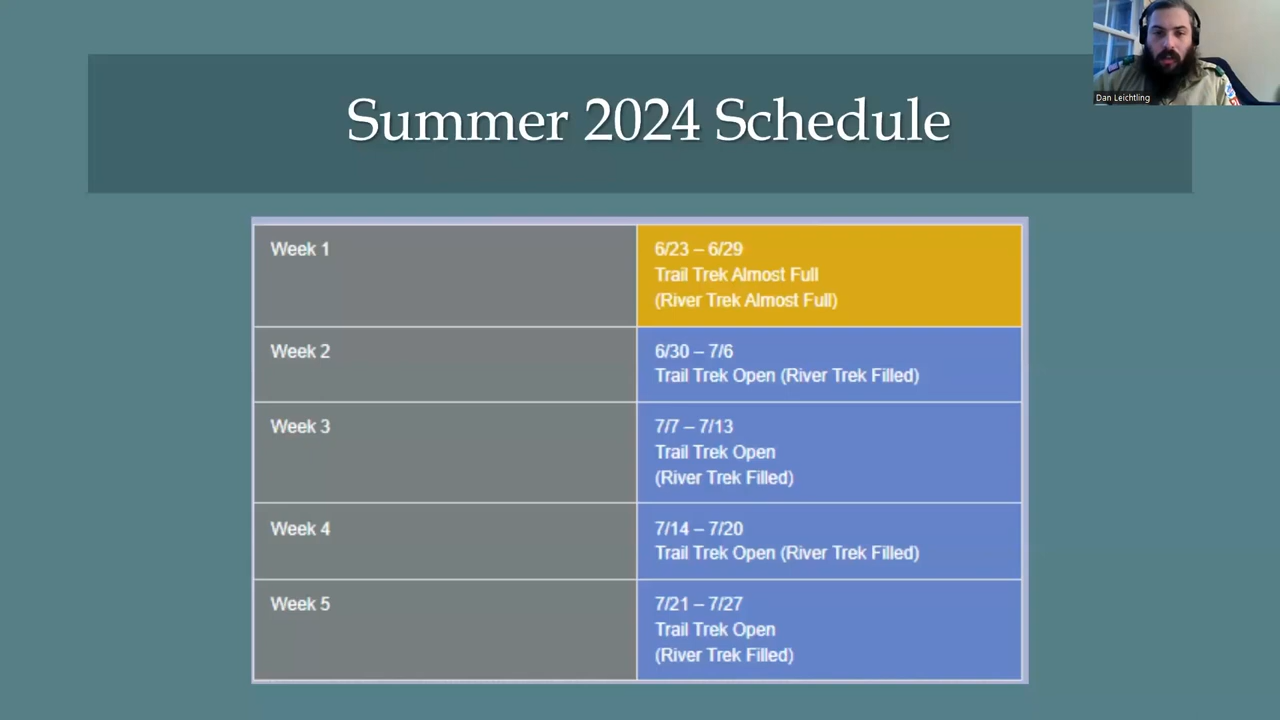 Dan Leichtling
Summer 2024 Schedule
Week 1
6/23 – 6/29
Trail Trek Almost Full
(River Trek Almost Full)
Week 2
6/30 – 7/6
Trail Trek Open (River Trek Filled)
Week 3
7/7 – 7/13
Trail Trek Open
(River Trek Filled)
Week 4
7/14 – 7/20
Trail Trek Open (River Trek Filled)
Week 5
7/21 – 7/27
Trail Trek Open
(River Trek Filled)